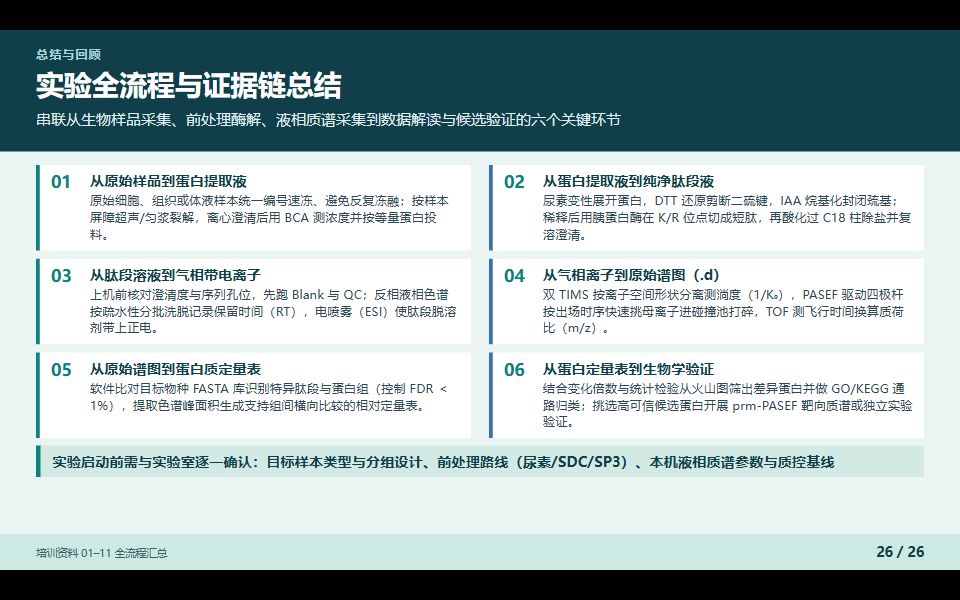 总结与回顾
实验全流程与证据链总结
串联从生物样品采集、前处理酶解、液相质谱采集到数据解读与候选验证的六个关键环节
01 从原始样品到蛋白提取液
原始细胞、组织或体液样本统一编号速冻、避免反复冻融；按样本
屏障超声/匀浆裂解，离心澄清后用 BCA 测浓度并按等量蛋白投
料。
02 从蛋白提取液到纯净肽段液
尿素变性展开蛋白，DTT 还原剪断二硫键，IAA 烷基化封闭巯基；
稀释后用胰蛋白酶在 K/R 位点切成短肽，再酸化过 C18 柱除盐并复
溶澄清。
03 从肽段溶液到气相带电离子
上机前核对澄清度与序列孔位，先跑 Blank 与 QC；反相液相色谱
按疏水性分批洗脱记录保留时间（RT），电喷雾（ESI）使肽段脱溶
剂带上正电。
04 从气相离子到原始谱图（.d）
双 TIMS 按离子空间形状分离测淌度（1/K₀），PASEF 驱动四极杆
按出场时序快速挑母离子进碰撞池打碎，TOF 测飞行时间换算质荷
比（m/z）。
05 从原始谱图到蛋白质定量表
软件比对目标物种 FASTA 库识别特异肽段与蛋白组（控制 FDR <
1%），提取色谱峰面积生成支持组间横向比较的相对定量表。
06 从蛋白定量表到生物学验证
结合变化倍数与统计检验从火山图筛出差异蛋白并做 GO/KEGG 通
路归类；挑选高可信候选蛋白开展 prm-PASEF 靶向质谱或独立实验
验证。
实验启动前需与实验室逐一确认：目标样本类型与分组设计、前处理路线（尿素/SDC/SP3）、本机液相质谱参数与质控基线
培训资料 01–11 全流程汇总
26 / 26